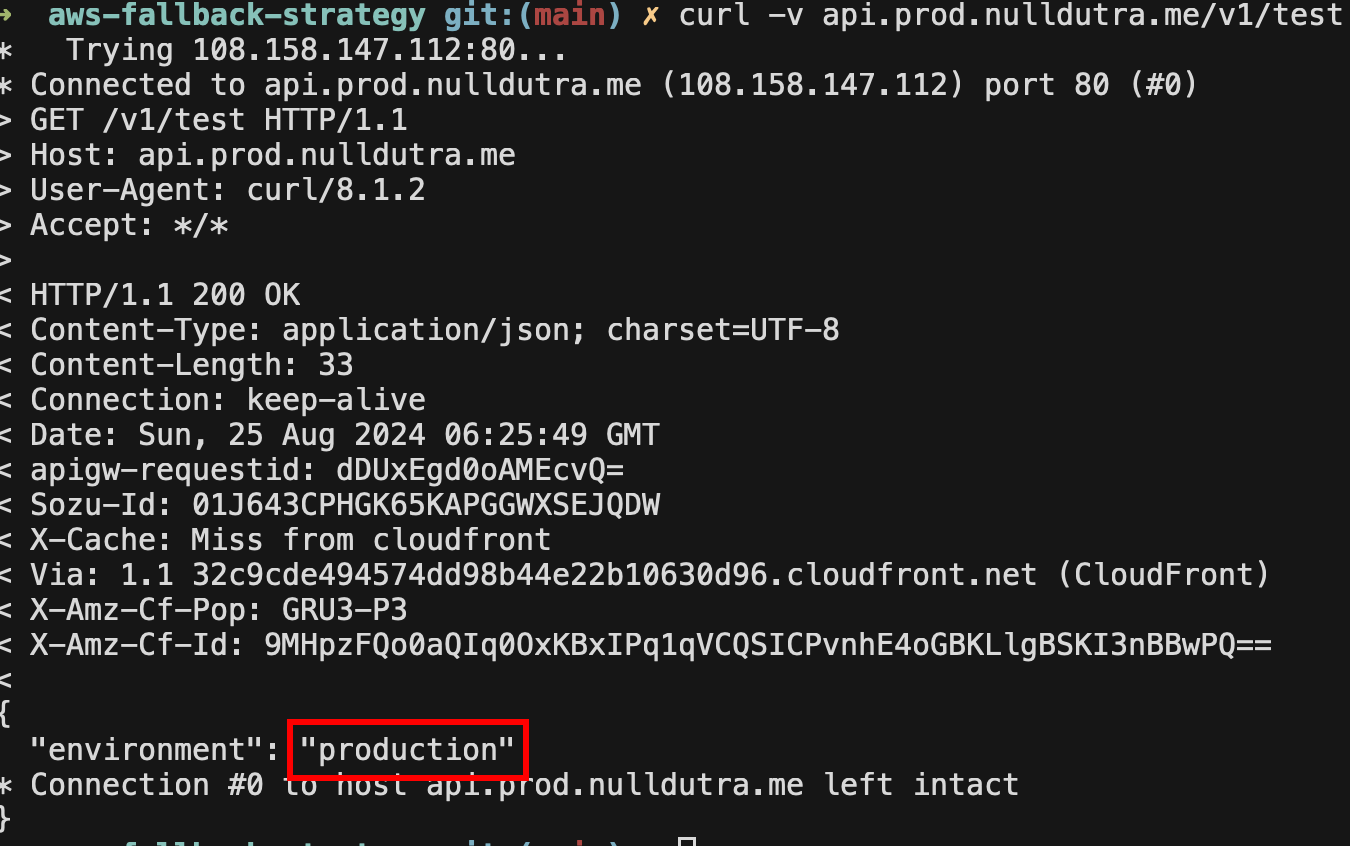 ➜  aws-fallback-strategy git:(main) ✗ curl -v api.prod.nulldutra.me/v1/test
*   Trying 108.158.147.112:80...
* Connected to api.prod.nulldutra.me (108.158.147.112) port 80 (#0)
> GET /v1/test HTTP/1.1
> Host: api.prod.nulldutra.me
> User-Agent: curl/8.1.2
> Accept: */*
>
< HTTP/1.1 200 OK
< Content-Type: application/json; charset=UTF-8
< Content-Length: 33
< Connection: keep-alive
< Date: Sun, 25 Aug 2024 06:25:49 GMT
< apigw-requestid: dDUxEgd0oAMEcvQ=
< Sozu-Id: 01J643CPHGK65KAPGGWXSEJQDW
< X-Cache: Miss from cloudfront
< Via: 1.1 32c9cde494574dd98b44e22b10630d96.cloudfront.net (CloudFront)
< X-Amz-Cf-Pop: GRU3-P3
< X-Amz-Cf-Id: 9MHpzFQo0aQIq0OxKBxIPq1qVCQSICPvnhE4oGBKLlgBSKI3nBBwPQ==
<
{
  "environment": "production"
* Connection #0 to host api.prod.nulldutra.me left intact
}